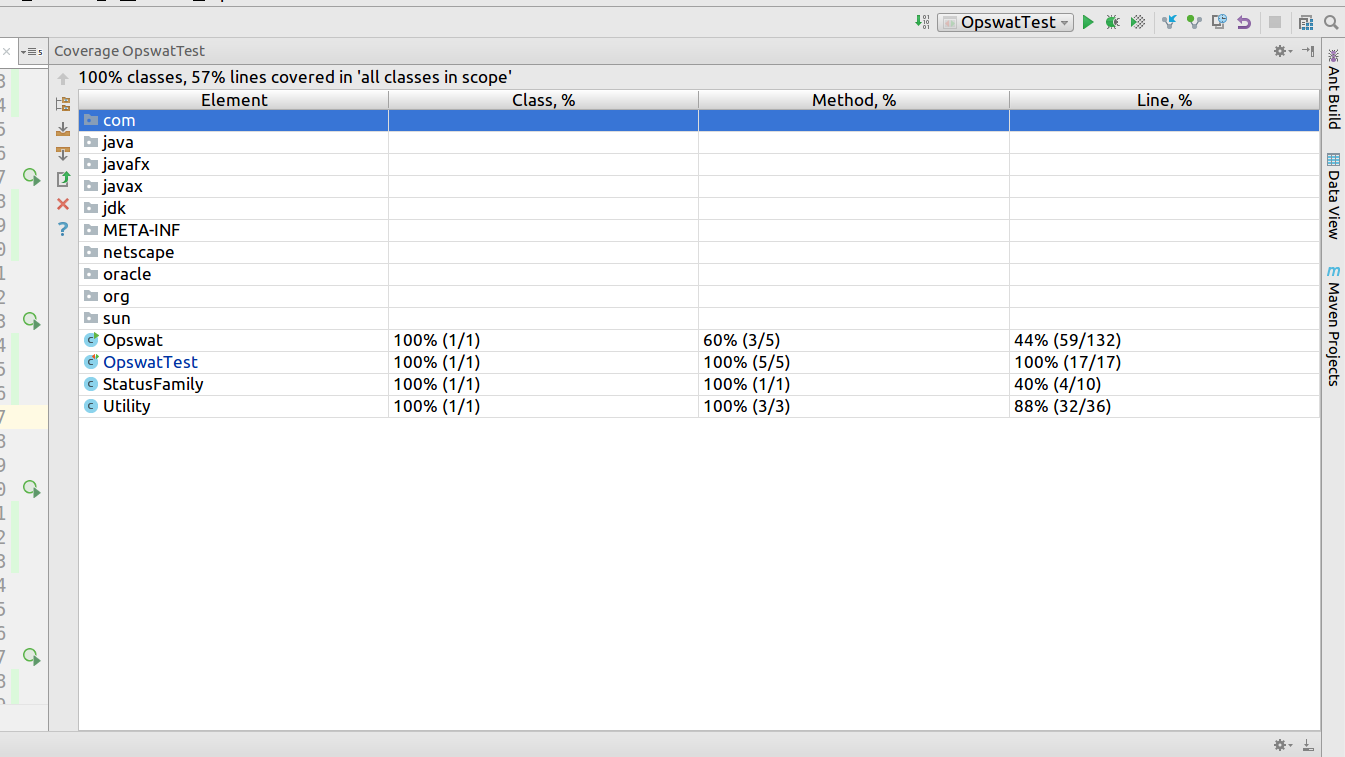 OpswatTest
Coverage OpswatTest
100% classes, 57% lines covered in 'all classes in scope'
Element Class, % Method, % Line, %
com
java
javafx
javax
jdk
META-INF
netscape
oracle
org
sun
Opswat 100% (1/1) 60% (3/5) 44% (59/132)
OpswatTest 100% (1/1) 100% (5/5) 100% (17/17)
StatusFamily 100% (1/1) 100% (1/1) 40% (4/10)
Utility 100% (1/1) 100% (3/3) 88% (32/36)
Ant Build
Data View
Maven Projects